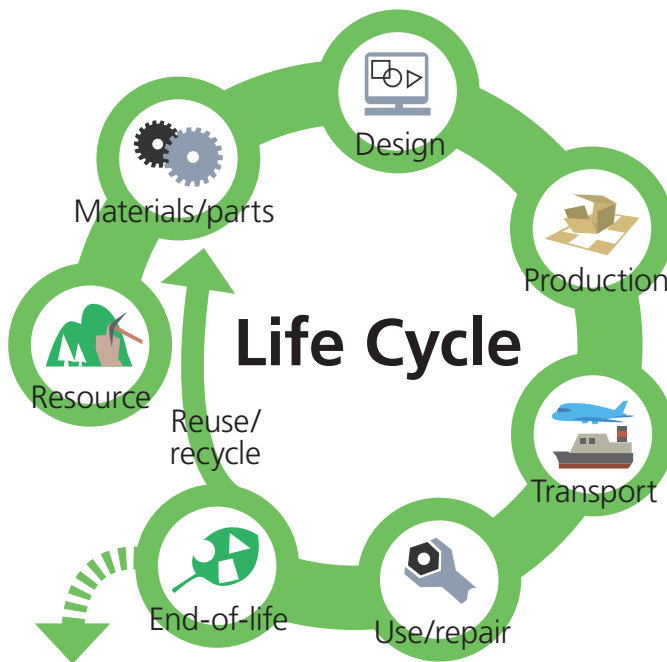 Design
Materials/parts
Production
Life Cycle
Resource
Reuse/
recycle
Transport
End-of-life
Use/repair